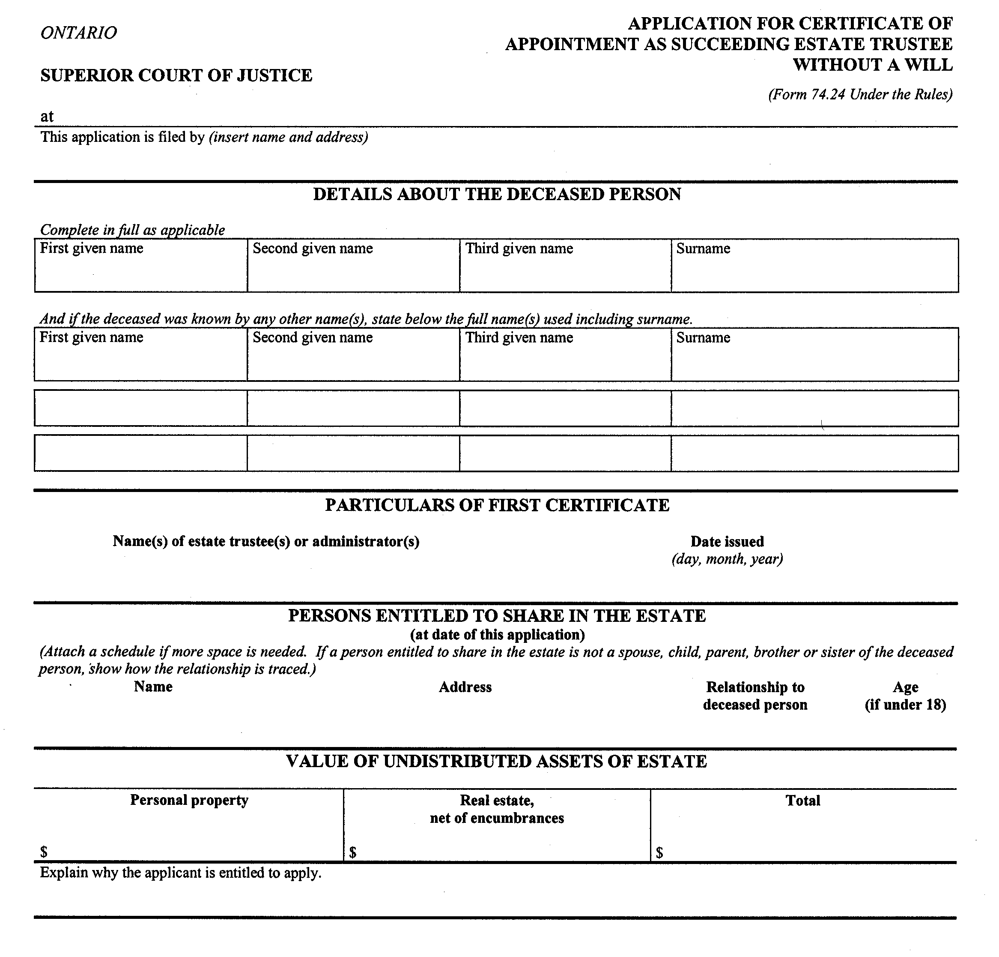 ONTARIO
APPLICATION FOR CERTIFICATE OF
APPOINTMENT AS SUCCEEDING ESTATE TRUSTEE
WITHOUT A WILL
SUPERIOR COURT OF JUSTICE
(Form 74.24 Under the Rules)
at
This application is filed by (insert name and address)
DETAILS ABOUT THE DECEASED PERSON
Complete in full as applicable
First given name Second given name Third given name Surname
And if the deceased was known by any other name(s), state below the full name(s) used including surname.
First given name Second given name Third given name Surname
PARTICULARS OF FIRST CERTIFICATE
Name(s) of estate trustee(s) or administrator(s) Date issued
(day, month, year)
PERSONS ENTITLED TO SHARE IN THE ESTATE
(at date of this application)
(Attach a schedule if more space is needed. If a person entitled to share in the estate is not a spouse, child, parent, brother or sister of the deceased
person, show how the relationship is traced.)
Name Address Relationship to Age
deceased person (if under 18)
VALUE OF UNDISTRIBUTED ASSETS OF ESTATE
Personal property Real estate, Total
net of encumbrances
$ $ $
Explain why the applicant is entitled to apply.